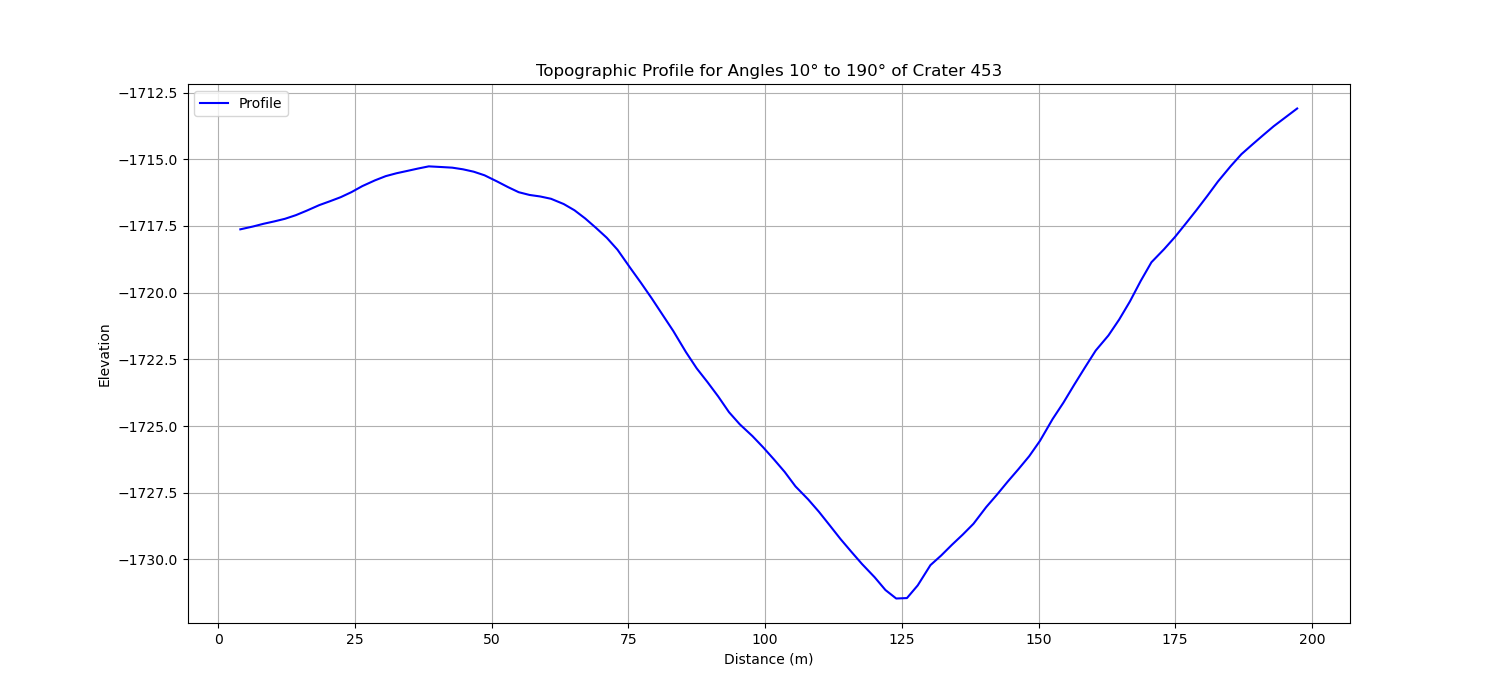 Topographic Profile for Angles 10° to 190° of Crater 453
Profile
−1712.5
−1715.0
−1717.5
−1720.0
−1722.5
−1725.0
−1727.5
−1730.0
Elevation
0 25 50 75 100 125 150 175 200
Distance (m)